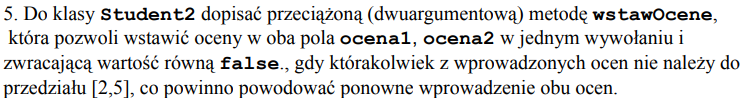 5. Do klasy Student2 dopisać przeciążoną (dwuargumentową) metodę wstawOcene,
która pozwoli wstawić oceny w oba pola ocena1, ocena2 w jednym wywołaniu i
zwracającą wartość równą false., gdy którakolwiek z wprowadzonych ocen nie należy do
przedziału [2,5], co powinno powodować ponowne wprowadzenie obu ocen.